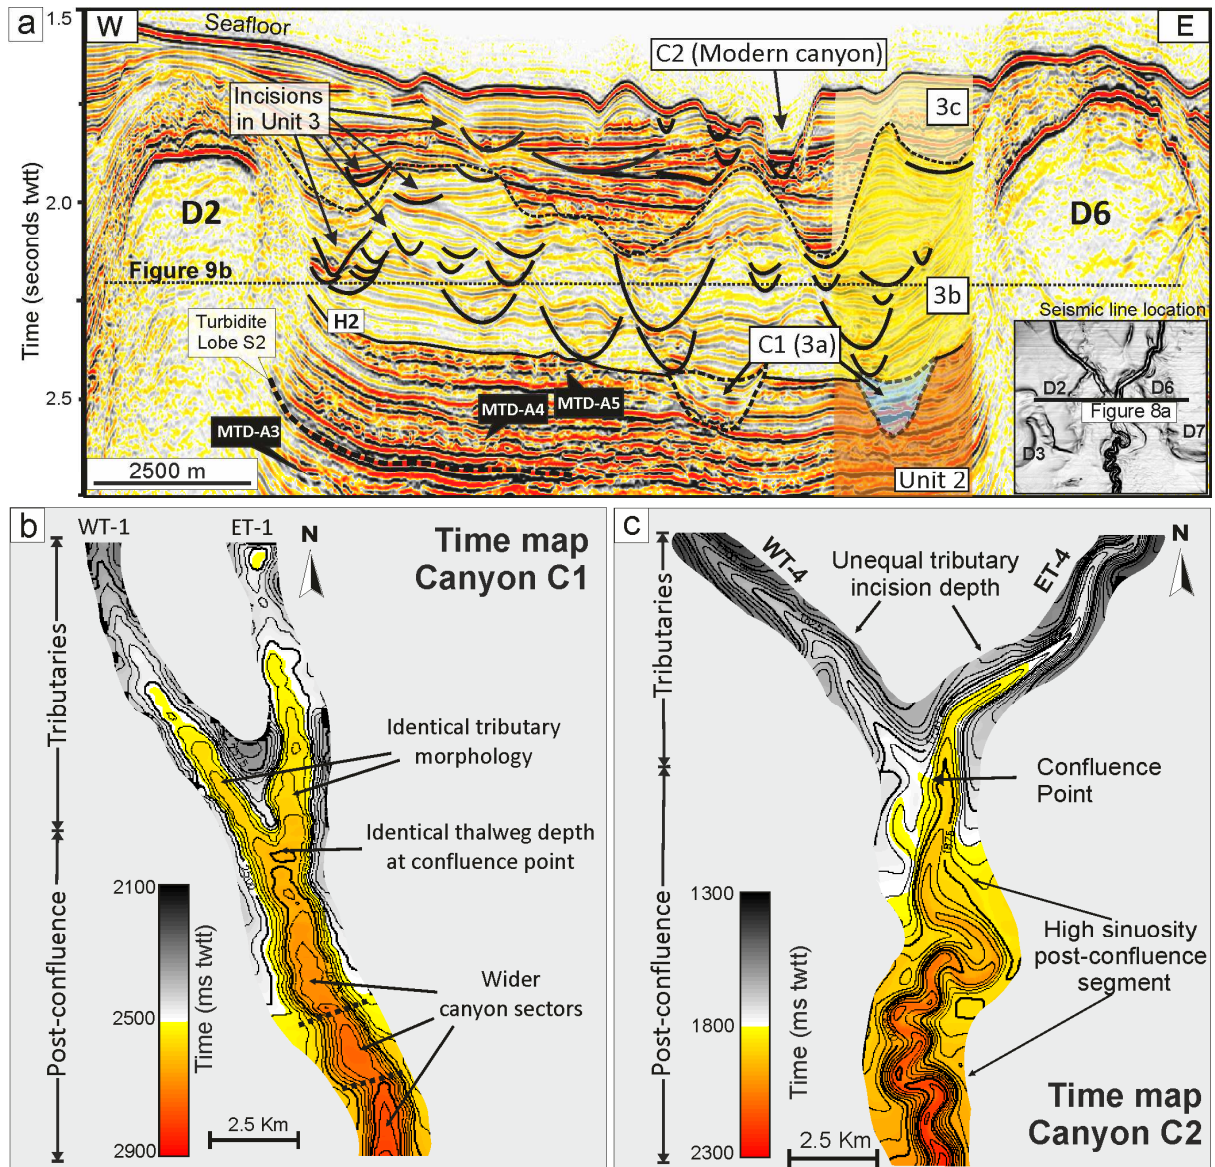 a
1.5
W
Seafloor
C2 (Modern canyon)
E
Incisions
in Unit 3
3c
Time (seconds twtt)
2.0
D2
D6
Figure 9b
3b
Turbidite
Lobe S2
H2
C1 (3a)
Seismic line location
D2
D6
Figure 8a
D3
D7
2.5
MTD-A4
MTD-A5
MTD-A3
2500 m
Unit 2
b
WT-1
ET-1
N
Time map
Canyon C1
Tributaries
Identical tributary
morphology
Identical thalweg depth
at confluence point
Post-confluence
2100
2500
2900
Time (ms twtt)
Wider
canyon sectors
2.5 Km
c
WT-4
Unequal tributary
incision depth
ET-4
N
Tributaries
Confluence
Point
1875
Post-confluence
1300
1800
2300
Time (ms twtt)
High sinuosity
post-confluence
segment
Time map
Canyon C2
2.5 Km